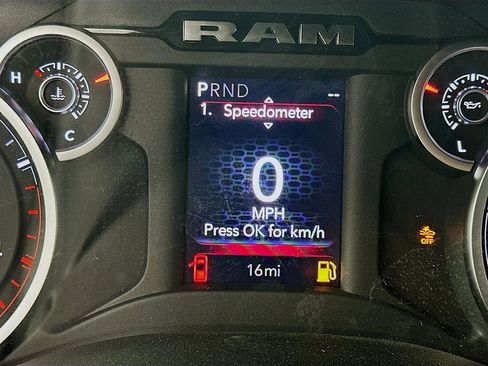 RAM
H
C
L
PRND
--
1. Speedometer
0
MPH
Press OK for km/h
16mi
OFF